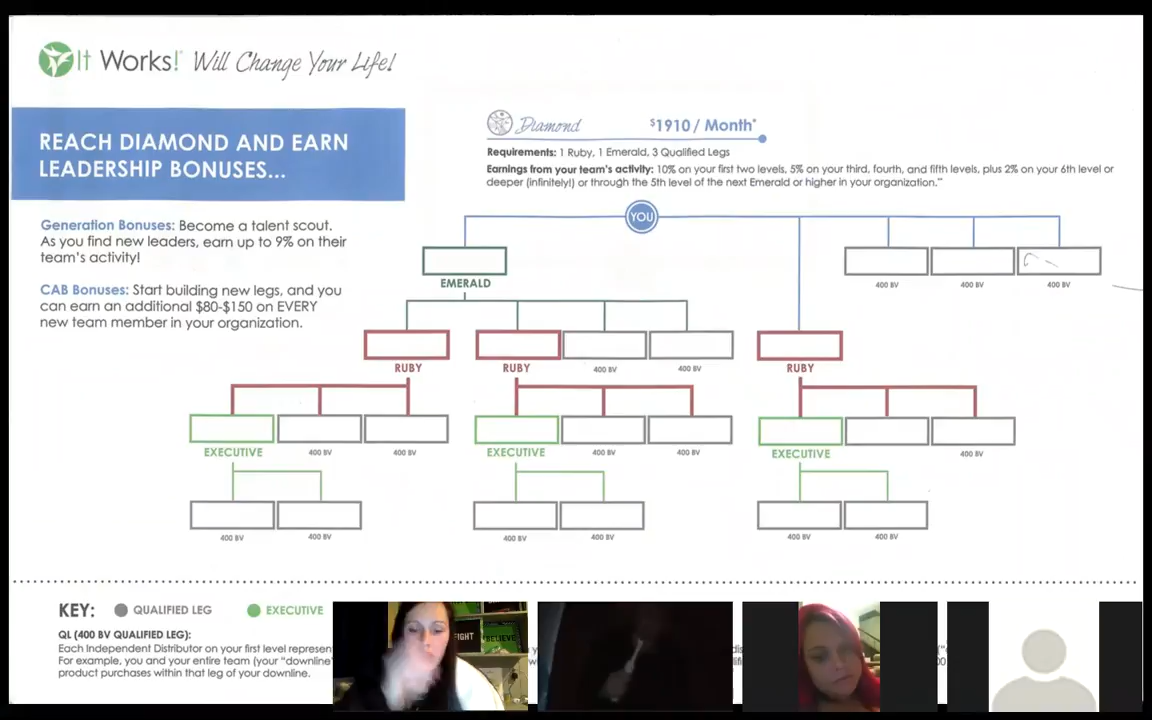 It Works! Will Change Your Life!
REACH DIAMOND AND EARN
LEADERSHIP BONUSES...
Diamond $1910 / Month*
Requirements: 1 Ruby, 1 Emerald, 3 Qualified Legs
Earnings from your team's activity: 10% on your first two levels, 5% on your third, fourth, and fifth levels, plus 2% on your 6th level or
deeper (infinitely!) or through the 5th level of the next Emerald or higher in your organization.**
Generation Bonuses: Become a talent scout.
As you find new leaders, earn up to 9% on their
team's activity!
CAB Bonuses: Start building new legs, and you
can earn an additional $80-$150 on EVERY
new team member in your organization.
YOU
EMERALD
400 BV 400 BV 400 BV
RUBY RUBY 400 BV 400 BV RUBY
EXECUTIVE 400 BV 400 BV EXECUTIVE 400 BV 400 BV EXECUTIVE 400 BV
400 BV 400 BV 400 BV 400 BV 400 BV 400 BV
KEY: QUALIFIED LEG EXECUTIVE
QL (400 BV QUALIFIED LEG):
Each Independent Distributor on your first level represen
For example, you and your entire team (your "downline"
product purchases within that leg of your downline.
FIGHT
BELIEVE